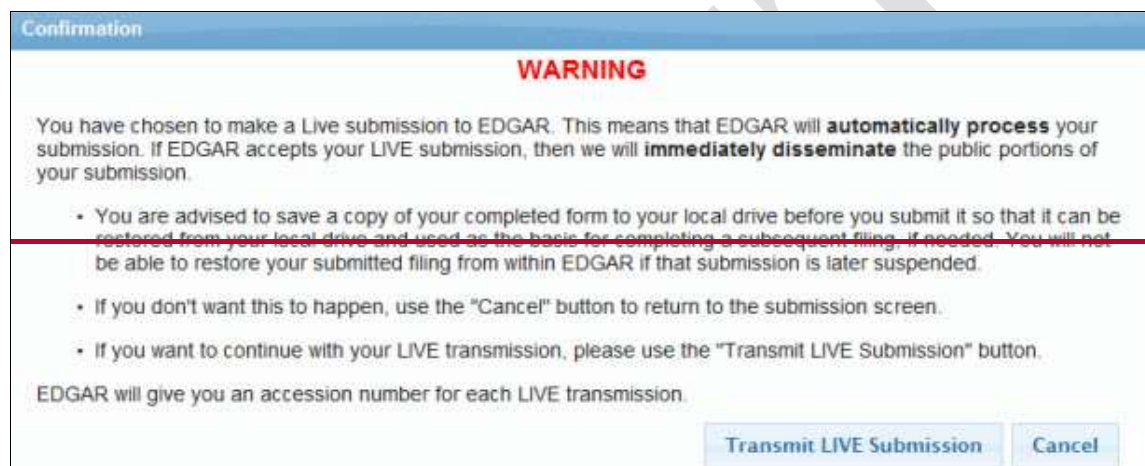 Confirmation
WARNING
You have chosen to make a Live submission to EDGAR. This means that EDGAR will automatically process your
submission. If EDGAR accepts your LIVE submission, then we will immediately disseminate the public portions of
your submission.
• You are advised to save a copy of your completed form to your local drive before you submit it so that it can be
restored from your local drive and used as the basis for completing a subsequent filing, if needed. You will not
be able to restore your submitted filing from within EDGAR if that submission is later suspended.
• If you don't want this to happen, use the "Cancel" button to return to the submission screen.
• If you want to continue with your LIVE transmission, please use the "Transmit LIVE Submission" button.
EDGAR will give you an accession number for each LIVE transmission.
Transmit LIVE Submission Cancel